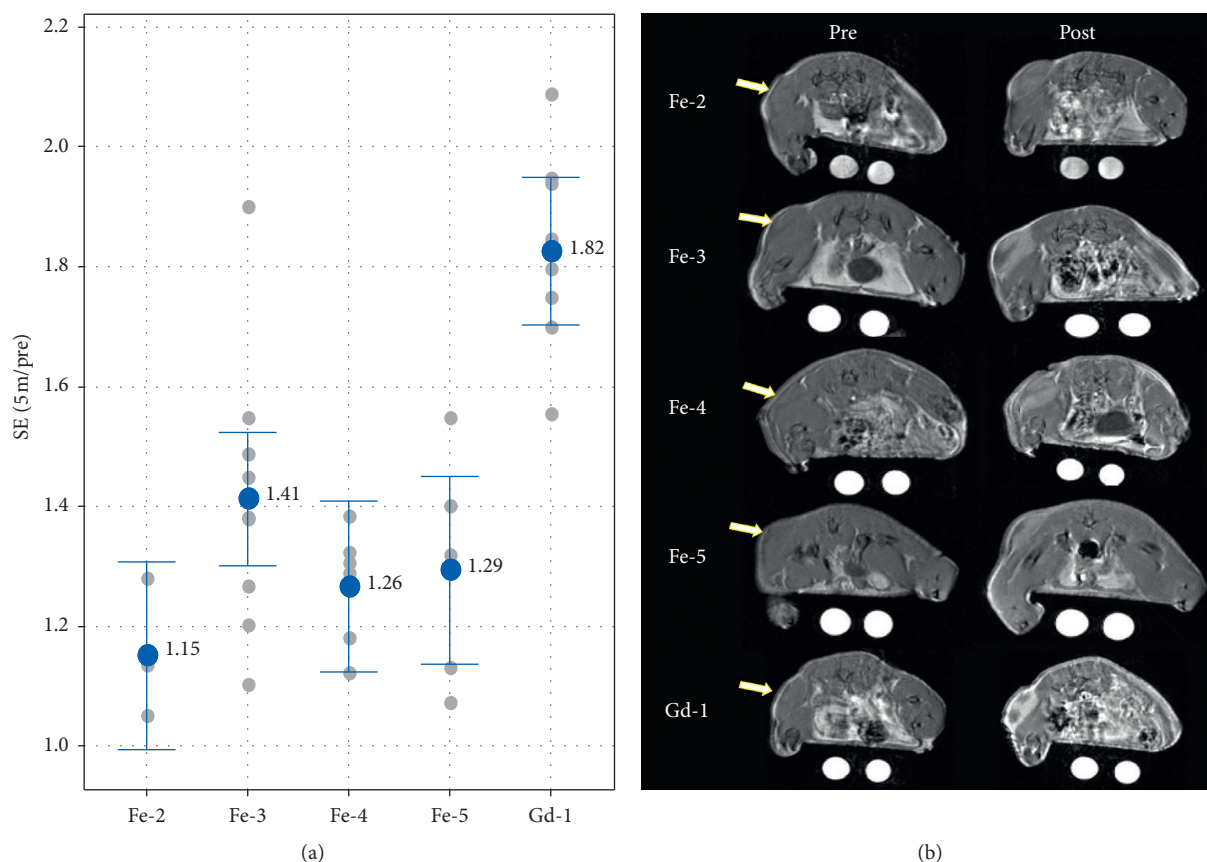 2.2
2.0
1.8
1.6
1.4
1.2
1.0
SE (5 m/pre)
1.15
1.41
1.26
1.29
1.82
Fe-2 Fe-3 Fe-4 Fe-5 Gd-1
(a)
Pre Post
Fe-2
Fe-3
Fe-4
Fe-5
Gd-1
(b)